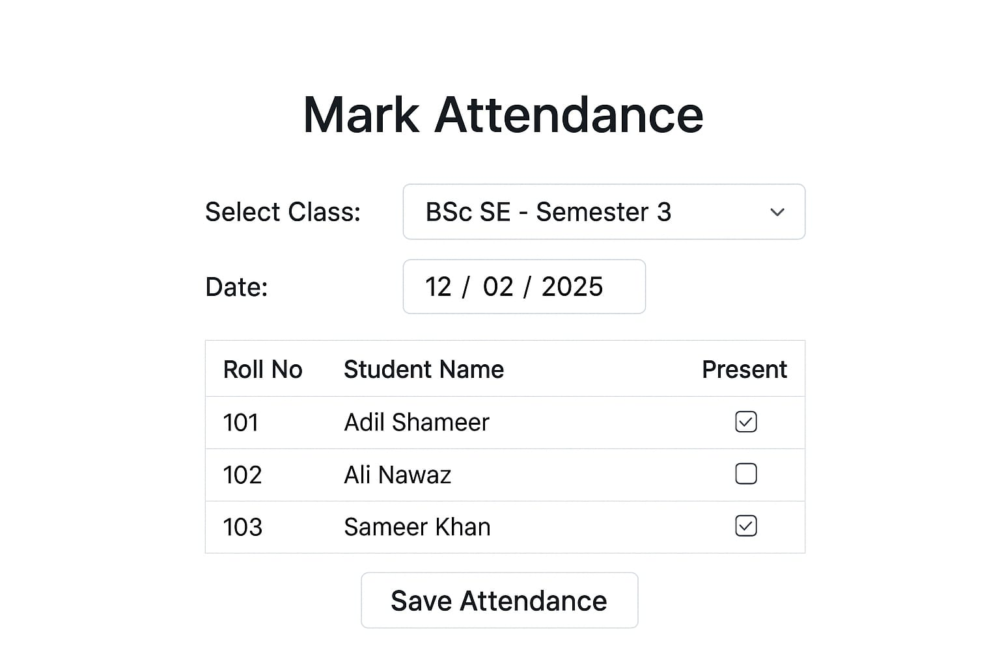 Mark Attendance
Select Class: BSc SE - Semester 3
Date: 12 / 02 / 2025
Roll No Student Name Present
101 Adil Shameer
102 Ali Nawaz
103 Sameer Khan
Save Attendance